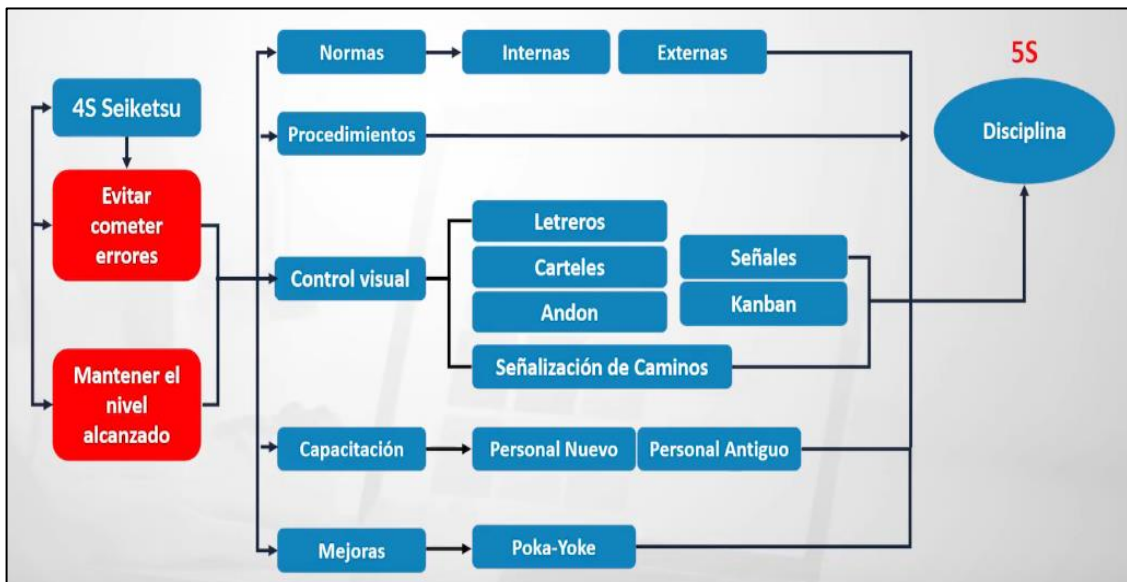 Normas
Internas
Externas
5S
4S Seiketsu
Procedimientos
Disciplina
Evitar
cometer
errores
Letreros
Señales
Control visual
Carteles
Kanban
Andon
Mantener el
nivel
alcanzado
Señalización de Caminos
Capacitación
Personal Nuevo
Personal Antiguo
Mejoras
Poka-Yoke